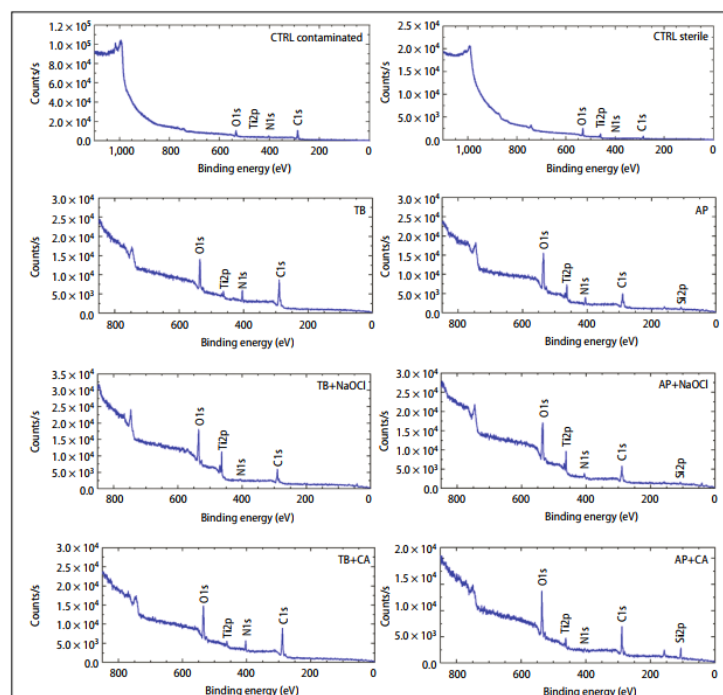 CTRL contaminated
1.2 × 10⁵
1.0 × 10⁵
8.0 × 10⁴
6.0 × 10⁴
4.0 × 10⁴
2.0 × 10⁴
0.0
Counts/s
O1s
Ti2p
N1s
C1s
1,000 800 600 400 200 0
Binding energy (eV)
CTRL sterile
2.5 × 10⁴
2.0 × 10⁴
1.5 × 10⁴
1.0 × 10⁴
5.0 × 10³
0.0
Counts/s
O1s
Ti2p
N1s
C1s
1,000 800 600 400 200 0
Binding energy (eV)
TB
3.0 × 10⁴
2.5 × 10⁴
2.0 × 10⁴
1.5 × 10⁴
1.0 × 10⁴
5.0 × 10³
0.0
Counts/s
O1s
Ti2p
N1s
C1s
800 600 400 200 0
Binding energy (eV)
AP
3.0 × 10⁴
2.5 × 10⁴
2.0 × 10⁴
1.5 × 10⁴
1.0 × 10⁴
5.0 × 10³
0.0
Counts/s
O1s
Ti2p
N1s
C1s
Si2p
800 600 400 200 0
Binding energy (eV)
TB+NaOCl
3.5 × 10⁴
3.0 × 10⁴
2.5 × 10⁴
2.0 × 10⁴
1.5 × 10⁴
1.0 × 10⁴
5.0 × 10³
0.0
Counts/s
O1s
Ti2p
N1s
C1s
800 600 400 200 0
Binding energy (eV)
AP+NaOCl
3.0 × 10⁴
2.5 × 10⁴
2.0 × 10⁴
1.5 × 10⁴
1.0 × 10⁴
5.0 × 10³
0.0
Counts/s
O1s
Ti2p
N1s
C1s
Si2p
800 600 400 200 0
Binding energy (eV)
TB+CA
3.0 × 10⁴
2.5 × 10⁴
2.0 × 10⁴
1.5 × 10⁴
1.0 × 10⁴
5.0 × 10³
0.0
Counts/s
O1s
Ti2p
N1s
C1s
800 600 400 200 0
Binding energy (eV)
AP+CA
2.0 × 10⁴
1.0 × 10⁴
5.0 × 10³
0.0
Counts/s
O1s
Ti2p
N1s
C1s
Si2p
800 600 400 200 0
Binding energy (eV)